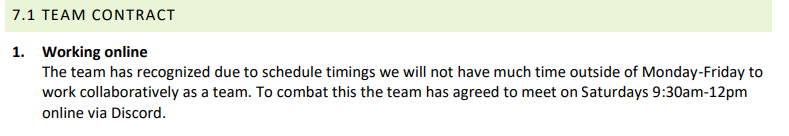 7.1 TEAM CONTRACT
1. Working online
The team has recognized due to schedule timings we will not have much time outside of Monday-Friday to
work collaboratively as a team. To combat this the team has agreed to meet on Saturdays 9:30am-12pm
online via Discord.